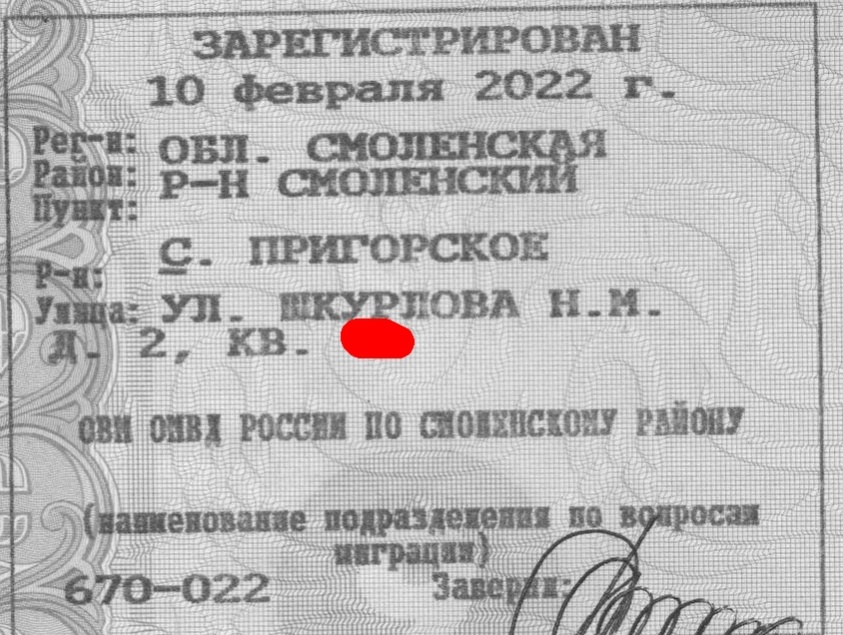 ЗАРЕГИСТРИРОВАН
10 февраля 2022 г.
Рег-н: ОБЛ. СМОЛЕНСКАЯ
Район: Р-Н СМОЛЕНСКИЙ
Пункт:
С. ПРИГОРСКОЕ
Р-н:
Улица: УЛ. ШКУРЛОВА Н.М.
Д. 2, КВ.
ОВМ ОМВД РОССИИ ПО СМОЛЕНСКОМУ РАЙОНУ
(наименование подразделения по вопросам
миграции)
670-022 Заверил: